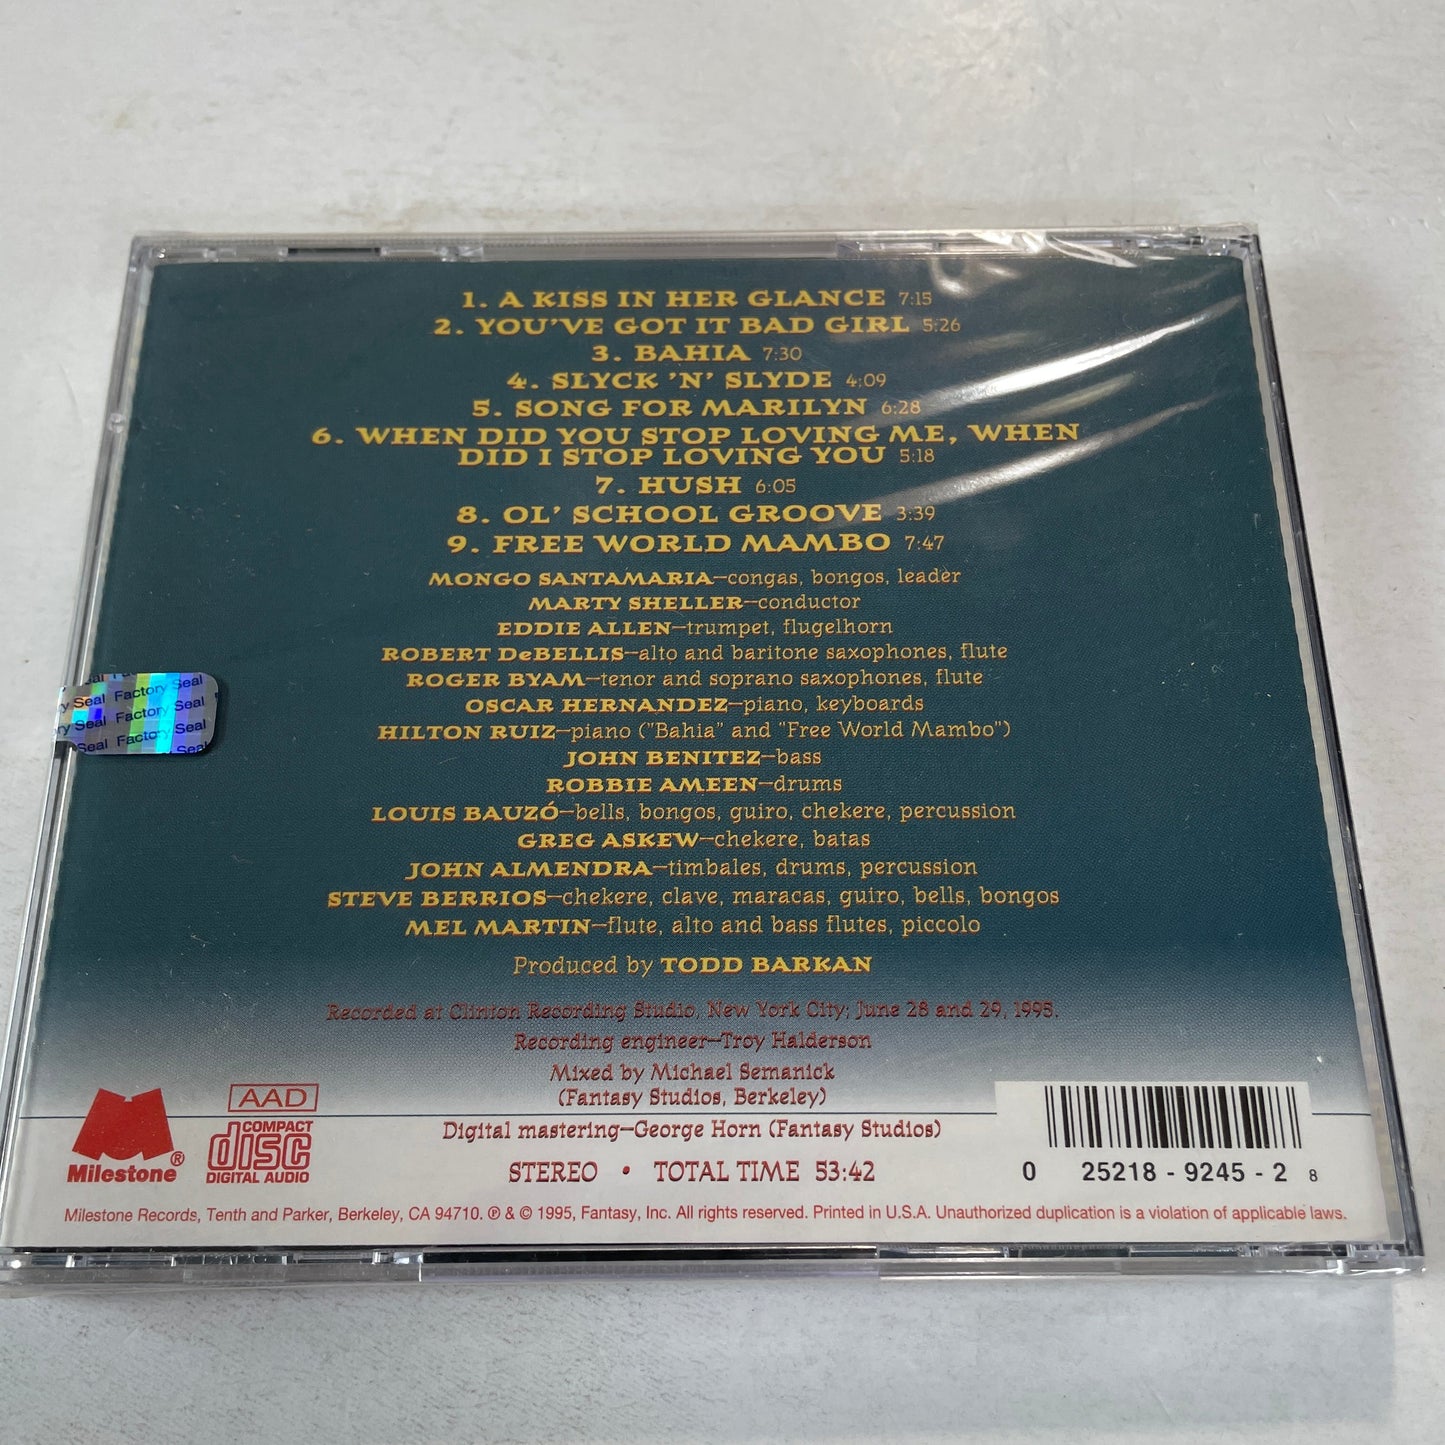 1. A KISS IN HER GLANCE 7:15
2. YOU'VE GOT IT BAD GIRL 5:26
3. BAHIA 7:30
4. SLYCK 'N' SLYDE 4:09
5. SONG FOR MARILYN 6:28
6. WHEN DID YOU STOP LOVING ME, WHEN
DID I STOP LOVING YOU 5:18
7. HUSH 6:05
8. OL' SCHOOL GROOVE 3:39
9. FREE WORLD MAMBO 7:47
MONGO SANTAMARIA—congas, bongos, leader
MARTY SHELLER—conductor
EDDIE ALLEN—trumpet, flugelhorn
ROBERT DeBELLIS—alto and baritone saxophones, flute
ROGER BYAM—tenor and soprano saxophones, flute
OSCAR HERNANDEZ—piano, keyboards
HILTON RUIZ—piano ("Bahia" and "Free World Mambo")
JOHN BENITEZ—bass
ROBBIE AMEEN—drums
LOUIS BAUZÓ—bells, bongos, guiro, chekere, percussion
GREG ASKEW—chekere, batas
JOHN ALMENDRA—timbales, drums, percussion
STEVE BERRIOS—chekere, clave, maracas, guiro, bells, bongos
MEL MARTIN—flute, alto and bass flutes, piccolo
Produced by TODD BARKAN
Recorded at Clinton Recording Studio, New York City; June 28 and 29, 1995.
Recording engineer—Troy Halderson
Mixed by Michael Semanick
(Fantasy Studios, Berkeley)
Digital mastering—George Horn (Fantasy Studios)
STEREO • TOTAL TIME 53:42
Factory Seal
Seal Factory Seal
Seal Factory Seal
Seal Factory Seal
Milestone®
AAD
COMPACT
disc
DIGITAL AUDIO
0 25218 - 9245 - 2 8
Milestone Records, Tenth and Parker, Berkeley, CA 94710. ℗ & © 1995, Fantasy, Inc. All rights reserved. Printed in U.S.A. Unauthorized duplication is a violation of applicable laws.